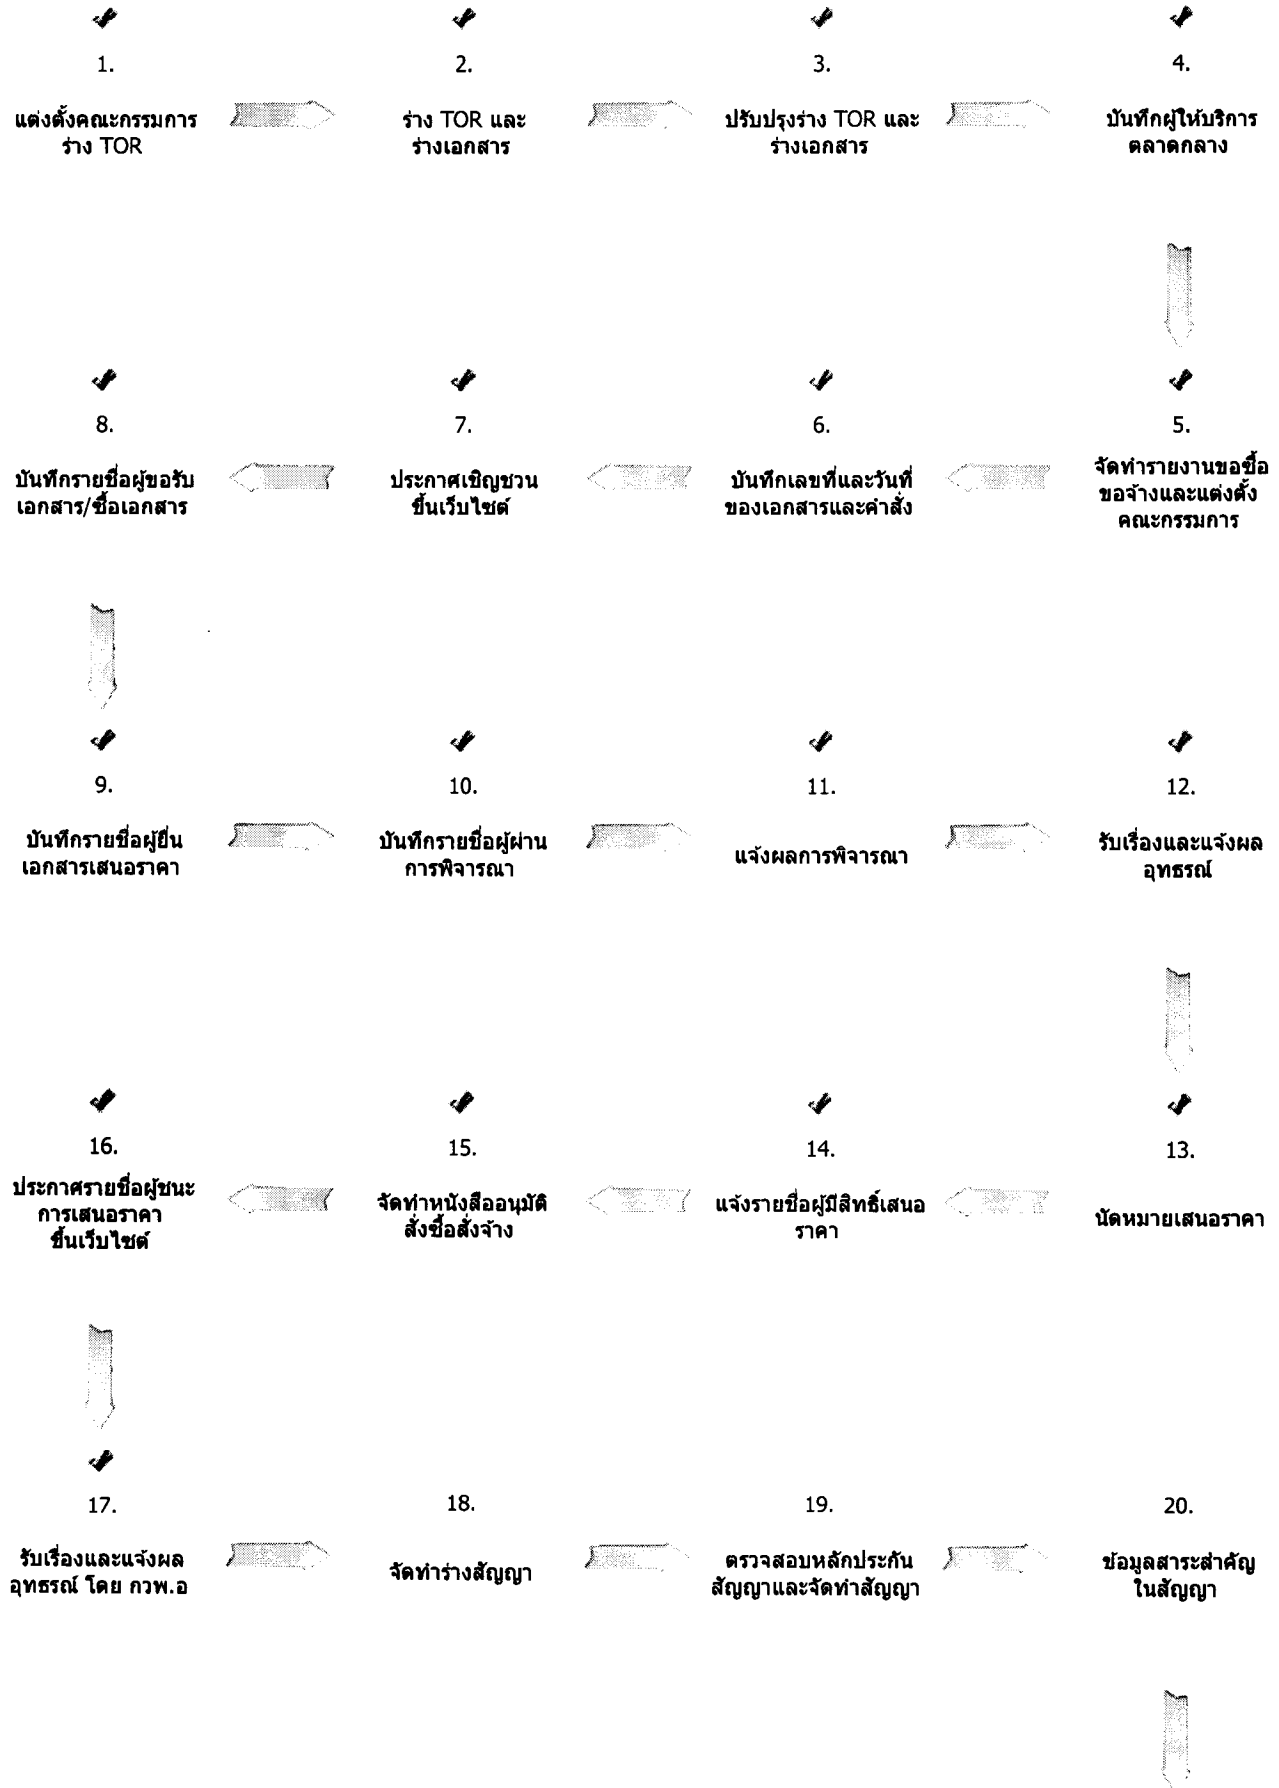 1.
แต่งตั้งคณะกรรมการ
ร่าง TOR
2.
ร่าง TOR และ
ร่างเอกสาร
3.
ปรับปรุงร่าง TOR และ
ร่างเอกสาร
4.
บันทึกผู้ให้บริการ
ตลาดกลาง
5.
จัดทำรายงานขอซื้อ
ขอจ้างและแต่งตั้ง
คณะกรรมการ
6.
บันทึกเลขที่และวันที่
ของเอกสารและคำสั่ง
7.
ประกาศเชิญชวน
ขึ้นเว็บไซต์
8.
บันทึกรายชื่อผู้ขอรับ
เอกสาร/ซื้อเอกสาร
9.
บันทึกรายชื่อผู้ยื่น
เอกสารเสนอราคา
10.
บันทึกรายชื่อผู้ผ่าน
การพิจารณา
11.
แจ้งผลการพิจารณา
12.
รับเรื่องและแจ้งผล
อุทธรณ์
13.
นัดหมายเสนอราคา
14.
แจ้งรายชื่อผู้มีสิทธิ์เสนอ
ราคา
15.
จัดทำหนังสืออนุมัติ
สั่งซื้อสั่งจ้าง
16.
ประกาศรายชื่อผู้ชนะ
การเสนอราคา
ขึ้นเว็บไซต์
17.
รับเรื่องและแจ้งผล
อุทธรณ์ โดย กวพ.อ
18.
จัดทำร่างสัญญา
19.
ตรวจสอบหลักประกัน
สัญญาและจัดทำสัญญา
20.
ข้อมูลสาระสำคัญ
ในสัญญา